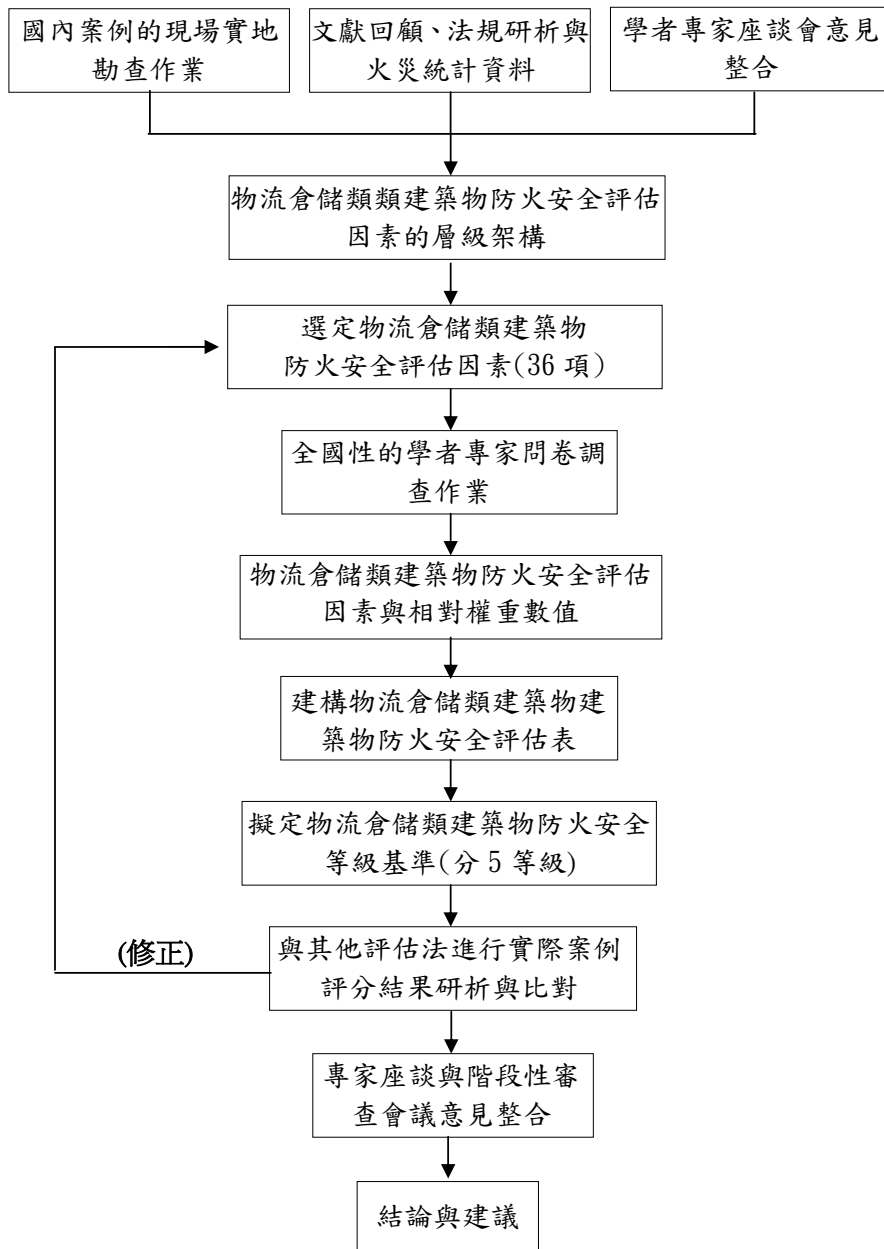 國內案例的現場實地
勘查作業
文獻回顧、法規研析與
火災統計資料
學者專家座談會意見
整合
物流倉儲類類建築物防火安全評估
因素的層級架構
選定物流倉儲類建築物
防火安全評估因素(36 項)
全國性的學者專家問卷調
查作業
物流倉儲類建築物防火安全評估
因素與相對權重數值
建構物流倉儲類建築物建
築物防火安全評估表
擬定物流倉儲類建築物防火安全
等級基準(分 5 等級)
(修正)
與其他評估法進行實際案例
評分結果研析與比對
專家座談與階段性審
查會議意見整合
結論與建議